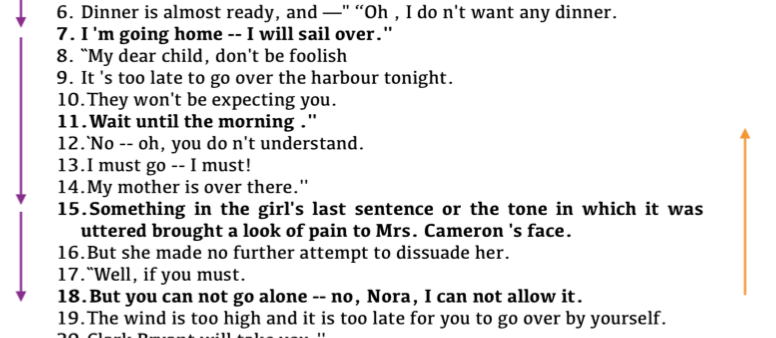 6. Dinner is almost ready, and —" “Oh , I do n't want any dinner.
7. I 'm going home -- I will sail over."
8. “My dear child, don't be foolish
9. It 's too late to go over the harbour tonight.
10.They won't be expecting you.
11.Wait until the morning ."
12.`No -- oh, you do n't understand.
13.I must go -- I must!
14.My mother is over there."
15.Something in the girl's last sentence or the tone in which it was
uttered brought a look of pain to Mrs. Cameron 's face.
16.But she made no further attempt to dissuade her.
17.“Well, if you must.
18.But you can not go alone -- no, Nora, I can not allow it.
19.The wind is too high and it is too late for you to go over by yourself.
20.Clark Bryant will take you."